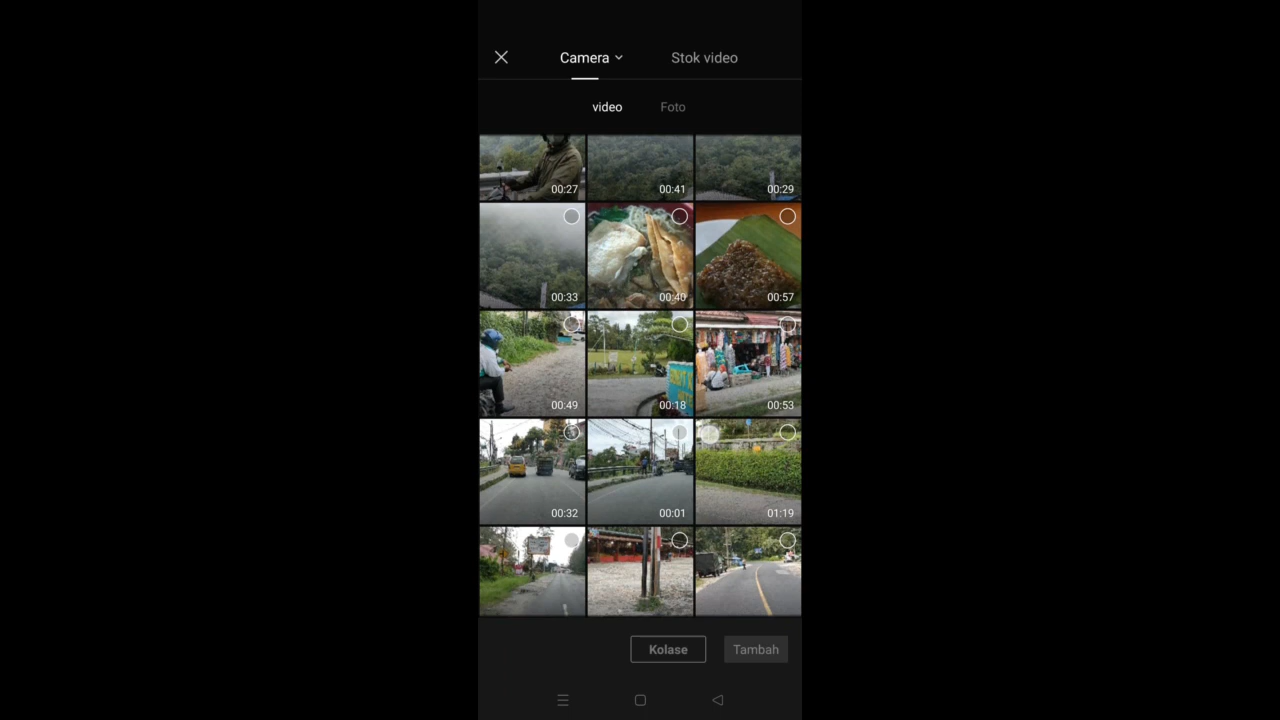 Camera Stok video
video Foto
00:27 00:41 00:29
00:33 00:40 00:57
00:49 00:18 00:53
00:32 00:01 01:19
Kolase Tambah